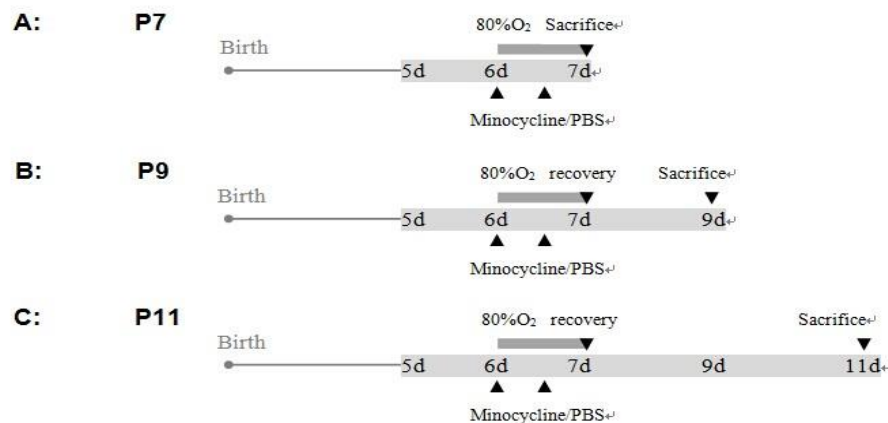 A: P7
80%O₂ Sacrifice↵
Birth
5d 6d 7d↵
Minocycline/PBS↵
B: P9
80%O₂ recovery Sacrifice↵
Birth
5d 6d 7d 9d↵
Minocycline/PBS↵
C: P11
80%O₂ recovery Sacrifice↵
Birth
5d 6d 7d 9d 11d↵
Minocycline/PBS↵